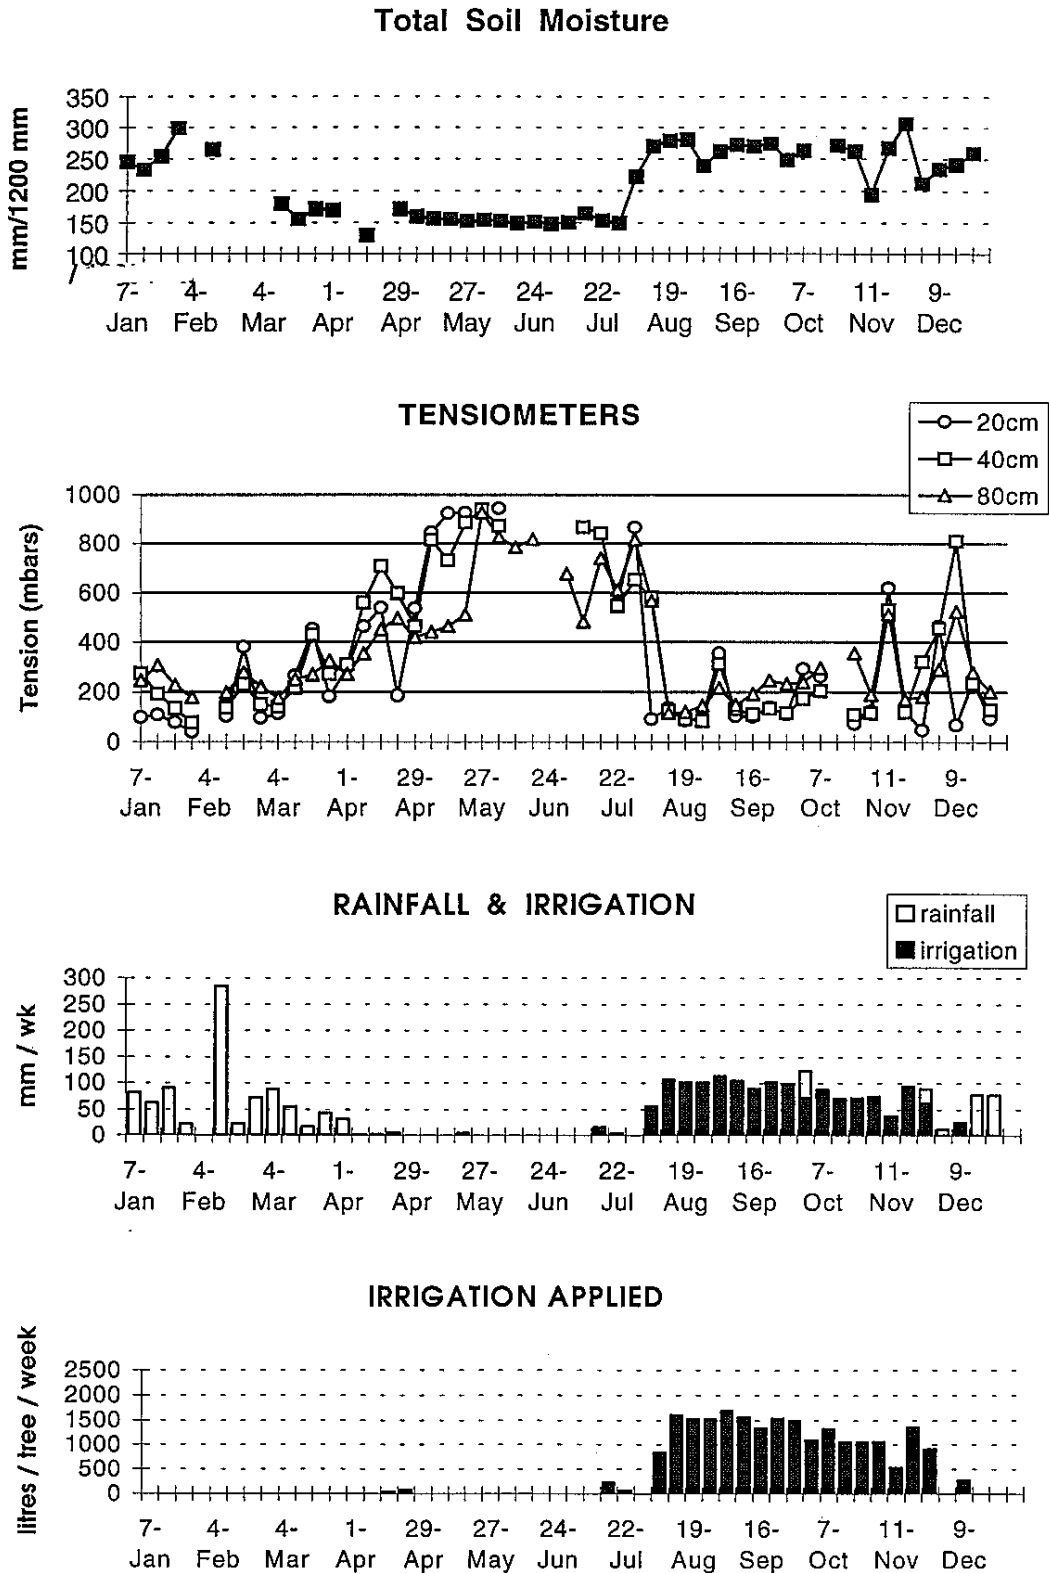 Total Soil Moisture
mm/1200 mm
350
300
250
200
150
100
7- 4- 4- 1- 29- 27- 24- 22- 19- 16- 7- 11- 9-
Jan Feb Mar Apr Apr May Jun Jul Aug Sep Oct Nov Dec
TENSIOMETERS
20cm
40cm
80cm
Tension (mbars)
1000
800
600
400
200
0
7- 4- 4- 1- 29- 27- 24- 22- 19- 16- 7- 11- 9-
Jan Feb Mar Apr Apr May Jun Jul Aug Sep Oct Nov Dec
RAINFALL & IRRIGATION
rainfall
irrigation
mm / wk
300
250
200
150
100
50
0
7- 4- 4- 1- 29- 27- 24- 22- 19- 16- 7- 11- 9-
Jan Feb Mar Apr Apr May Jun Jul Aug Sep Oct Nov Dec
IRRIGATION APPLIED
litres / tree / week
2500
2000
1500
1000
500
0
7- 4- 4- 1- 29- 27- 24- 22- 19- 16- 7- 11- 9-
Jan Feb Mar Apr Apr May Jun Jul Aug Sep Oct Nov Dec